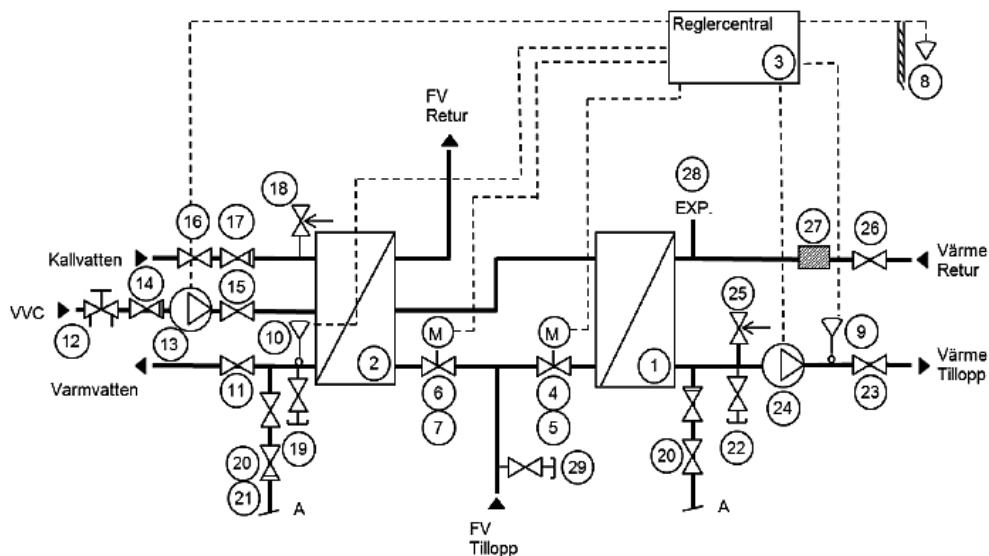 Reglercentral
3
8
FV
Retur
28
EXP.
18
16
17
27
26
Kallvatten
Värme
Retur
14
15
25
VVC
12
13
10
M
M
9
2
1
Värme
Tillopp
11
6
4
24
23
Varmvatten
7
5
22
19
20
20
29
21
A
A
FV
Tillopp